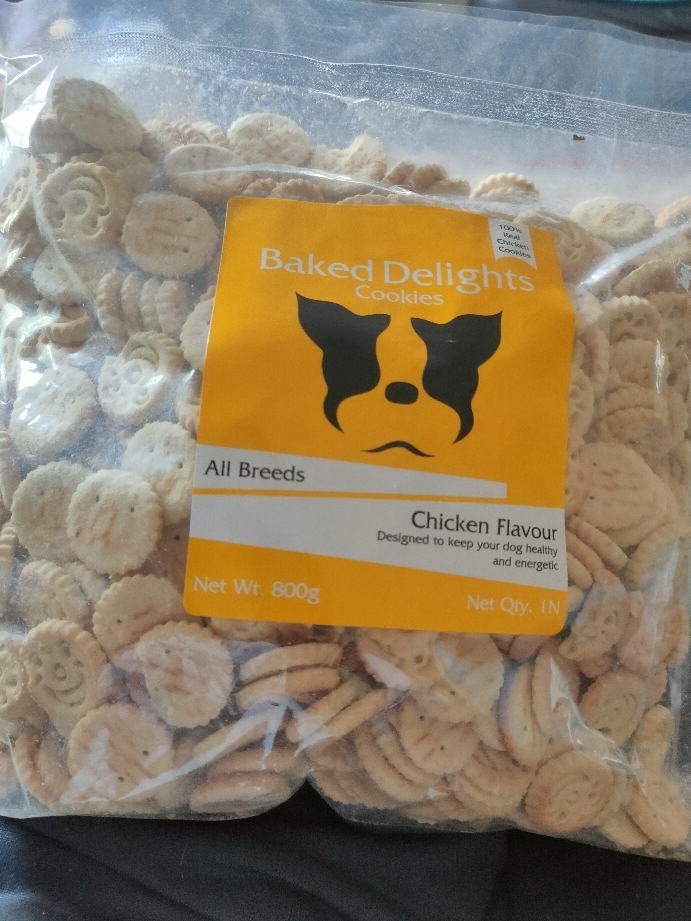 100%
Real
Chicken
Cookies
Baked Delights
Cookies
All Breeds
Chicken Flavour
Designed to keep your dog healthy
and energetic
Net Wt. 800g
Net Qty. 1N